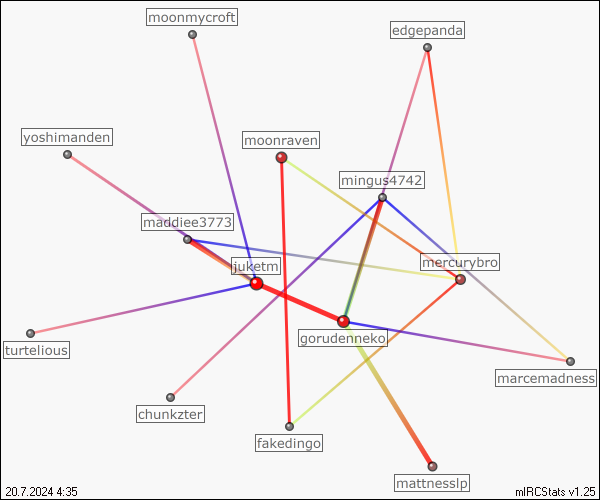 moonmycroft
edgepanda
yoshimanden
moonraven
mingus4742
maddiee3773
juketm
mercurybro
gorudenneko
turtelious
marcemadness
chunkzter
fakedingo
mattnesslp
20.7.2024 4:35
mIRCStats v1.25